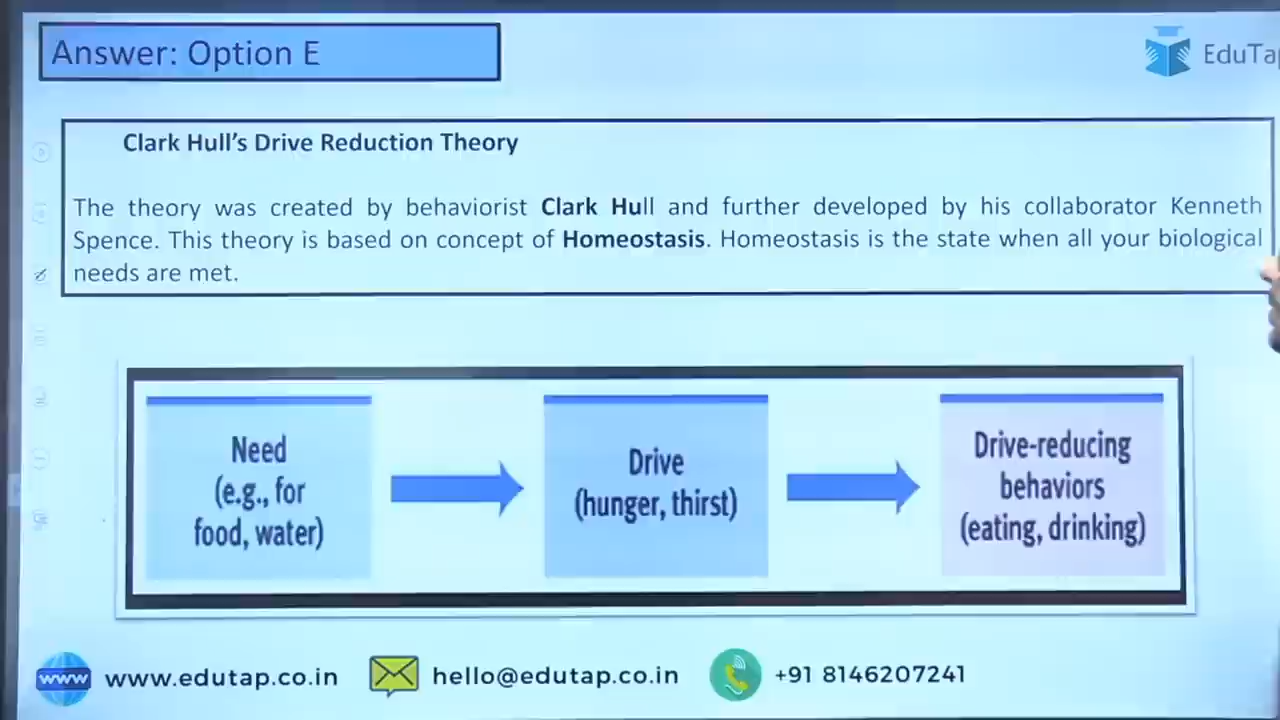 Answer: Option E
EduTap
Clark Hull's Drive Reduction Theory
The theory was created by behaviorist Clark Hull and further developed by his collaborator Kenneth
Spence. This theory is based on concept of Homeostasis. Homeostasis is the state when all your biological
needs are met.
Need
(e.g., for
food, water)
Drive
(hunger, thirst)
Drive-reducing
behaviors
(eating, drinking)
www
www.edutap.co.in
hello@edutap.co.in
+91 8146207241